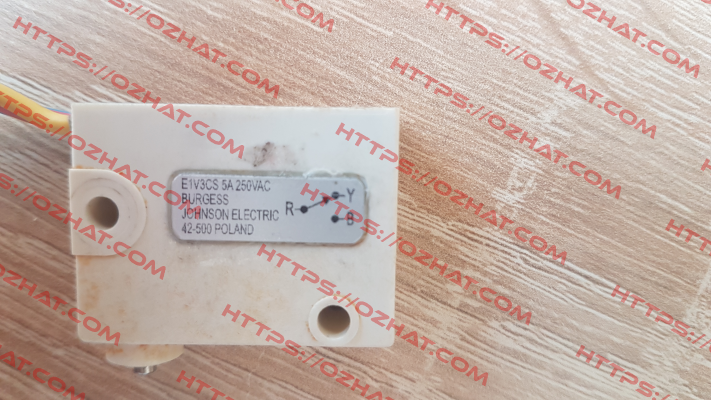 E1V3CS 5A 250VAC
BURGESS
JOHNSON ELECTRIC
42-500 POLAND
R
Y
B
HTTPS://OZHAT.COM